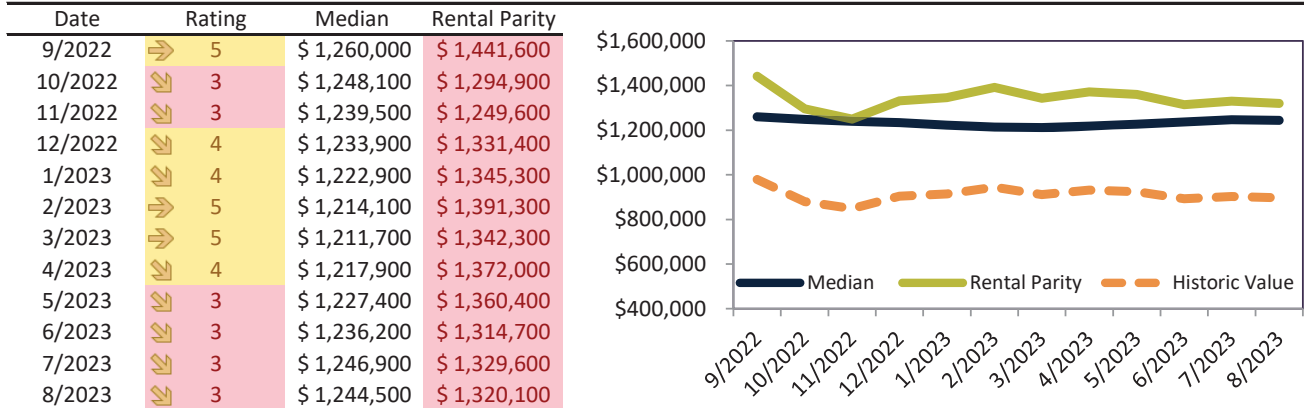 Date Rating Median Rental Parity
9/2022 5 $ 1,260,000 $ 1,441,600
10/2022 3 $ 1,248,100 $ 1,294,900
11/2022 3 $ 1,239,500 $ 1,249,600
12/2022 4 $ 1,233,900 $ 1,331,400
1/2023 4 $ 1,222,900 $ 1,345,300
2/2023 5 $ 1,214,100 $ 1,391,300
3/2023 5 $ 1,211,700 $ 1,342,300
4/2023 4 $ 1,217,900 $ 1,372,000
5/2023 3 $ 1,227,400 $ 1,360,400
6/2023 3 $ 1,236,200 $ 1,314,700
7/2023 3 $ 1,246,900 $ 1,329,600
8/2023 3 $ 1,244,500 $ 1,320,100
$1,600,000
$1,400,000
$1,200,000
$1,000,000
$800,000
$600,000
$400,000
Median Rental Parity Historic Value
9/2022 10/2022 11/2022 12/2022 1/2023 2/2023 3/2023 4/2023 5/2023 6/2023 7/2023 8/2023